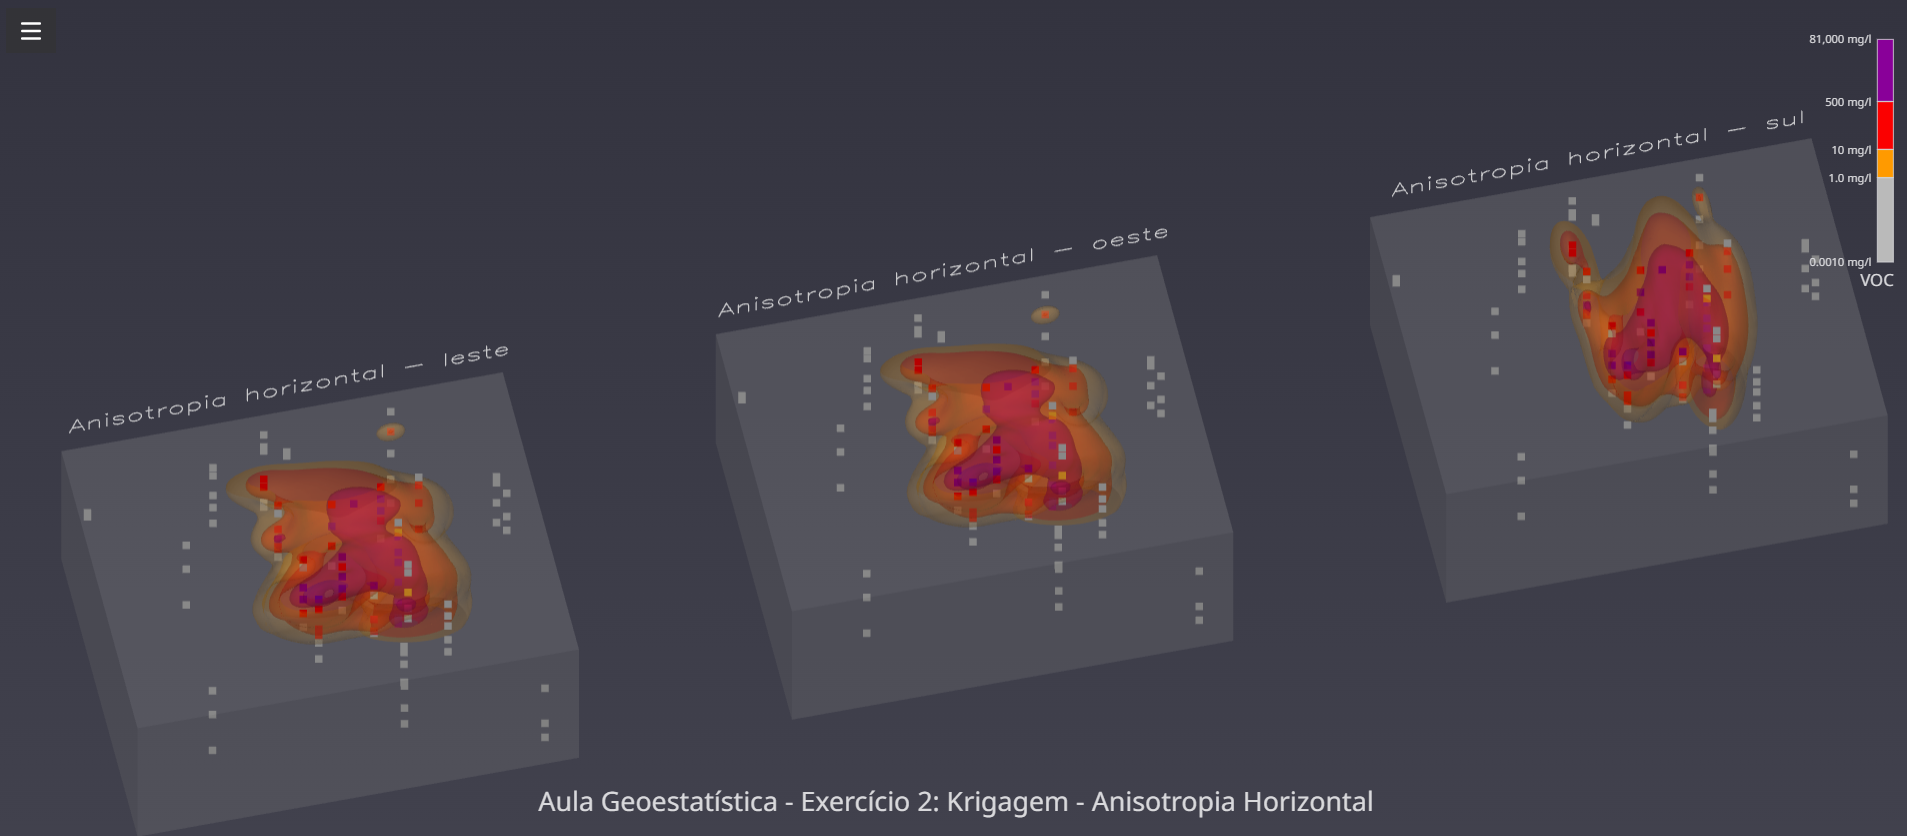 81,000 mg/l
500 mg/l
10 mg/l
1.0 mg/l
0.0010 mg/l
VOC
Anisotropia horizontal - sul
Anisotropia horizontal - oeste
Anisotropia horizontal - leste
Aula Geoestatística - Exercício 2: Krigagem - Anisotropia Horizontal